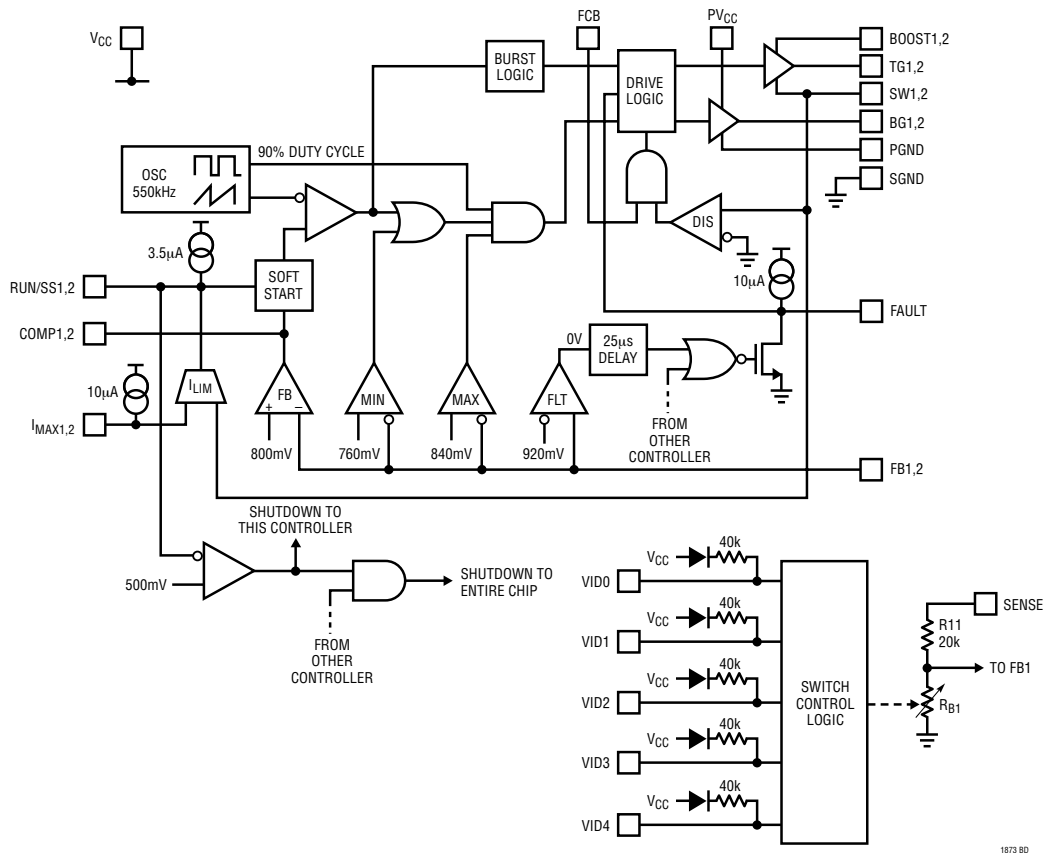 VCC
FCB
PVCC
BOOST1,2
TG1,2
SW1,2
BG1,2
PGND
SGND
BURST
LOGIC
DRIVE
LOGIC
90% DUTY CYCLE
OSC
550kHz
DIS
3.5µA
10µA
RUN/SS1,2
SOFT
START
FAULT
COMP1,2
0V
25µs
DELAY
10µA
ILIM
FB
+
–
MIN
MAX
FLT
IMAX1,2
FROM
OTHER
CONTROLLER
800mV
760mV
840mV
920mV
FB1,2
SHUTDOWN TO
THIS CONTROLLER
500mV
SHUTDOWN TO
ENTIRE CHIP
FROM
OTHER
CONTROLLER
VCC
40k
VID0
VCC
40k
VID1
VCC
40k
VID2
VCC
40k
VID3
VCC
40k
VID4
SWITCH
CONTROL
LOGIC
SENSE
R11
20k
TO FB1
RB1
1873 BD